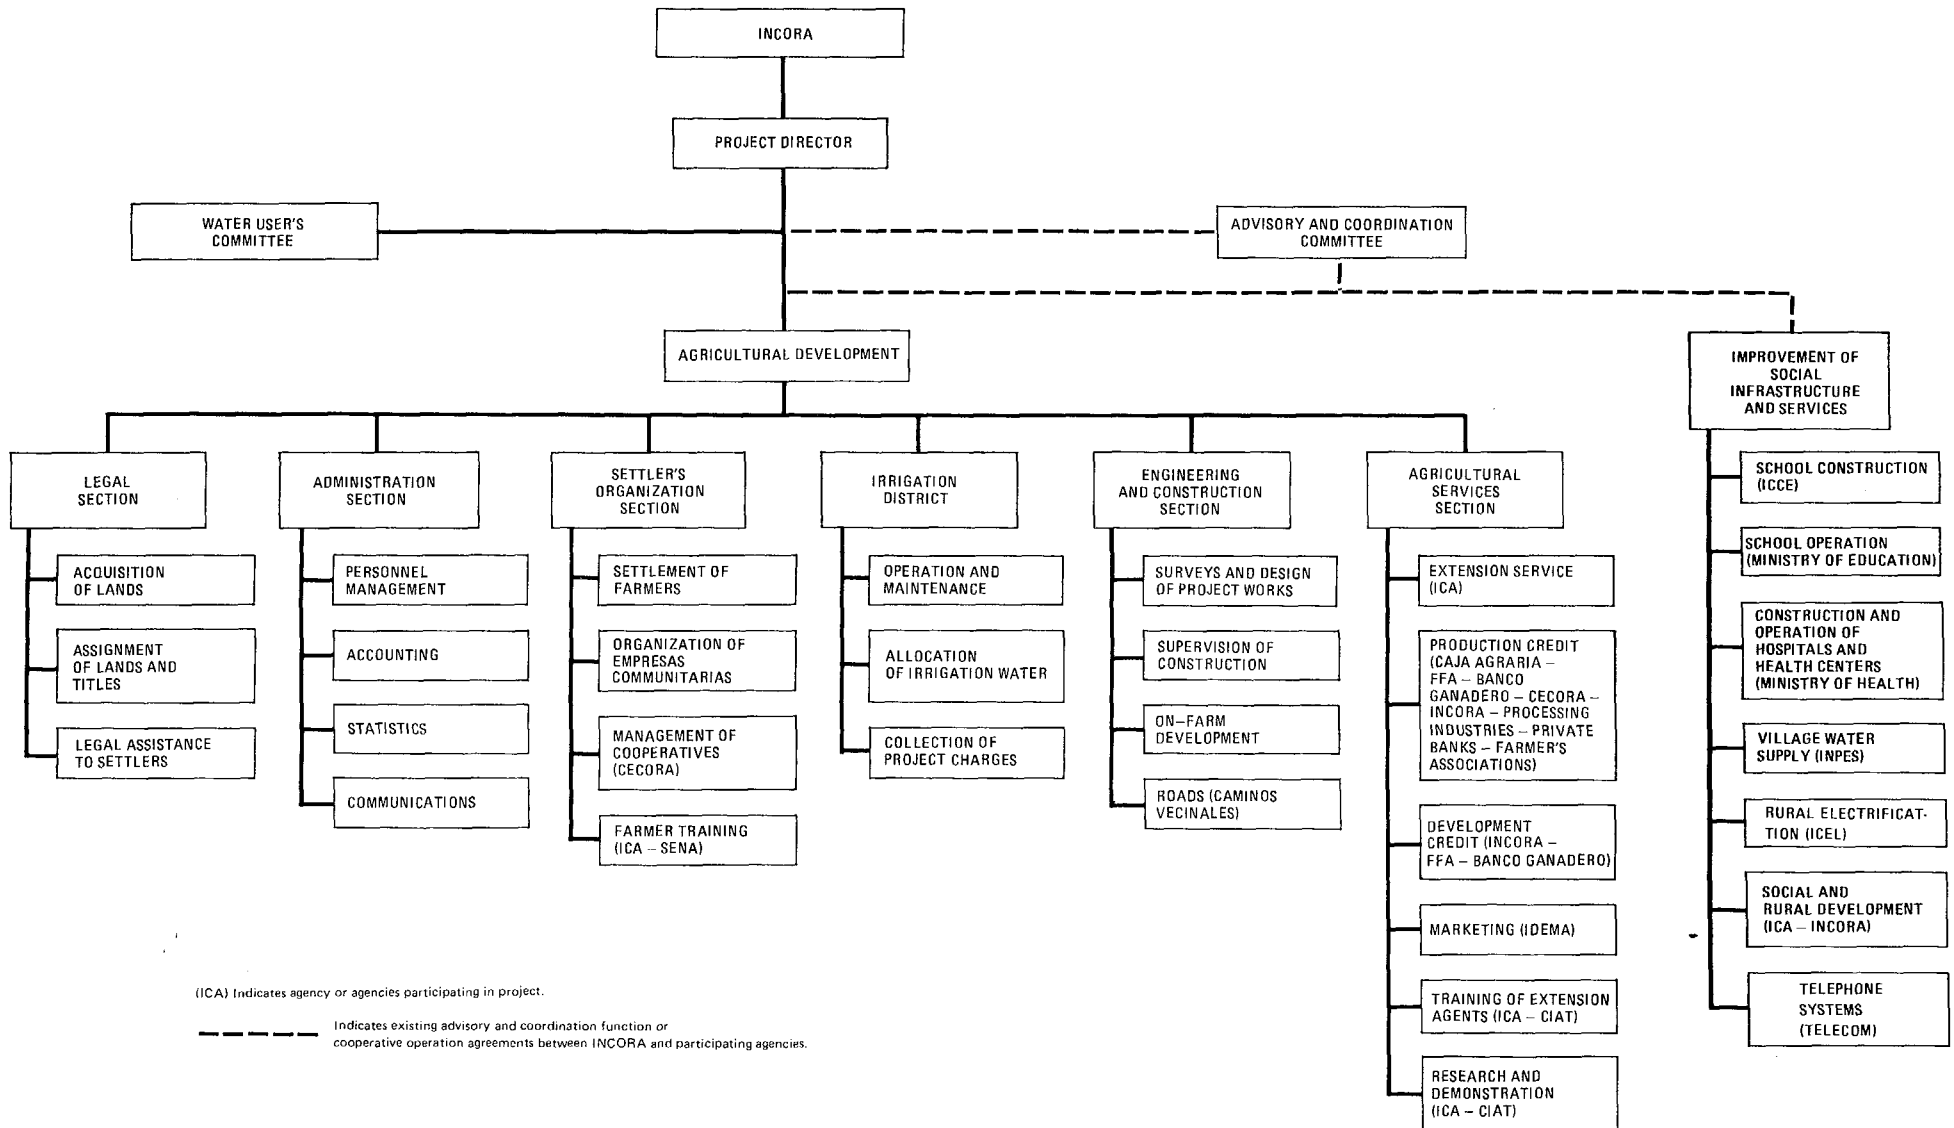 INCORA
PROJECT DIRECTOR
WATER USER'S
COMMITTEE
ADVISORY AND COORDINATION
COMMITTEE
AGRICULTURAL DEVELOPMENT
IMPROVEMENT OF
SOCIAL
INFRASTRUCTURE
AND SERVICES
LEGAL
SECTION
ACQUISITION
OF LANDS
ASSIGNMENT
OF LANDS AND
TITLES
LEGAL ASSISTANCE
TO SETTLERS
ADMINISTRATION
SECTION
PERSONNEL
MANAGEMENT
ACCOUNTING
STATISTICS
COMMUNICATIONS
SETTLER'S
ORGANIZATION
SECTION
SETTLEMENT OF
FARMERS
ORGANIZATION OF
EMPRESAS
COMMUNITARIAS
MANAGEMENT OF
COOPERATIVES
(CECORA)
FARMER TRAINING
(ICA – SENA)
IRRIGATION
DISTRICT
OPERATION AND
MAINTENANCE
ALLOCATION
OF IRRIGATION WATER
COLLECTION OF
PROJECT CHARGES
ENGINEERING
AND CONSTRUCTION
SECTION
SURVEYS AND DESIGN
OF PROJECT WORKS
SUPERVISION OF
CONSTRUCTION
ON–FARM
DEVELOPMENT
ROADS (CAMINOS
VECINALES)
AGRICULTURAL
SERVICES
SECTION
EXTENSION SERVICE
(ICA)
PRODUCTION CREDIT
(CAJA AGRARIA –
FFA – BANCO
GANADERO – CECORA –
INCORA – PROCESSING
INDUSTRIES – PRIVATE
BANKS – FARMER'S
ASSOCIATIONS)
DEVELOPMENT
CREDIT (INCORA –
FFA – BANCO GANADERO)
MARKETING (IDEMA)
TRAINING OF EXTENSION
AGENTS (ICA – CIAT)
RESEARCH AND
DEMONSTRATION
(ICA – CIAT)
SCHOOL CONSTRUCTION
(ICCE)
SCHOOL OPERATION
(MINISTRY OF EDUCATION)
CONSTRUCTION AND
OPERATION OF
HOSPITALS AND
HEALTH CENTERS
(MINISTRY OF HEALTH)
VILLAGE WATER
SUPPLY (INPES)
RURAL ELECTRIFICAT-
TION (ICEL)
SOCIAL AND
RURAL DEVELOPMENT
(ICA – INCORA)
TELEPHONE
SYSTEMS
(TELECOM)
(ICA) Indicates agency or agencies participating in project.
Indicates existing advisory and coordination function or
cooperative operation agreements between INCORA and participating agencies.